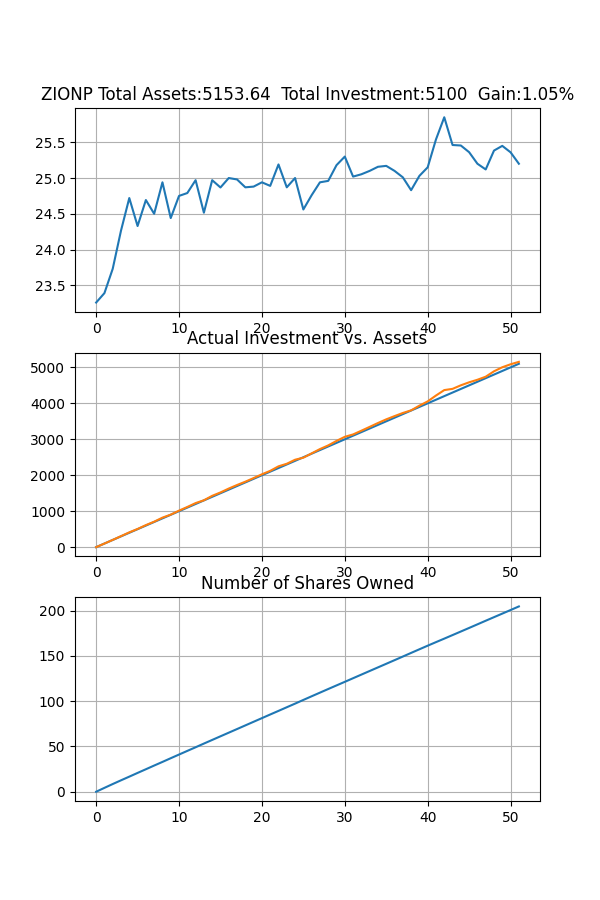 ZIONP Total Assets:5153.64  Total Investment:5100  Gain:1.05%
25.5
25.0
24.5
24.0
23.5
0 10 20 30 40 50
Actual Investment vs. Assets
5000
4000
3000
2000
1000
0
0 10 20 30 40 50
Number of Shares Owned
200
150
100
50
0
0 10 20 30 40 50